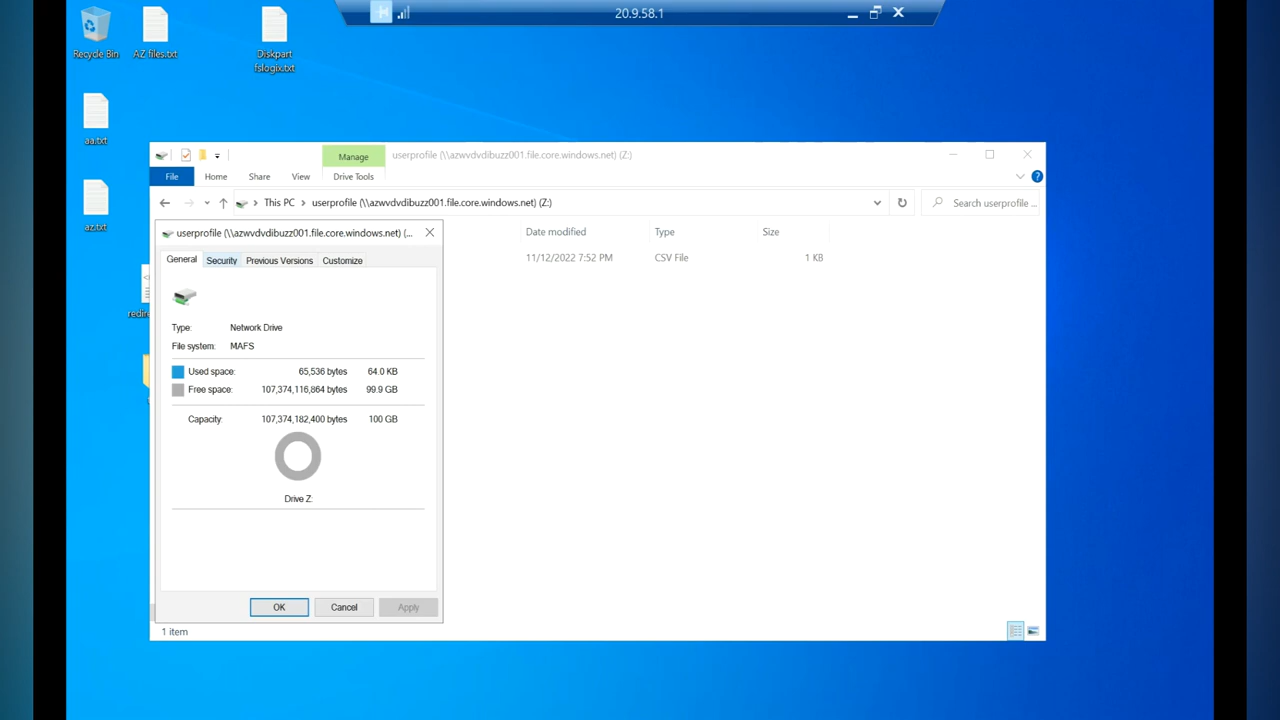 20.9.58.1
Recycle Bin
AZ files.txt
Diskpart
fslogix.txt
aa.txt
az.txt
redire
Manage
userprofile (\\azwvdvdibuzz001.file.core.windows.net) (Z:)
File
Home
Share
View
Drive Tools
This PC
userprofile (\\azwvdvdibuzz001.file.core.windows.net) (Z:)
Search userprofile ...
Date modified
Type
Size
11/12/2022 7:52 PM
CSV File
1 KB
userprofile (\\azwvdvdibuzz001.file.core.windows.net) (...
General
Security
Previous Versions
Customize
Type: Network Drive
File system: MAFS
Used space: 65,536 bytes 64.0 KB
Free space: 107,374,116,864 bytes 99.9 GB
Capacity: 107,374,182,400 bytes 100 GB
Drive Z:
OK
Cancel
Apply
1 item